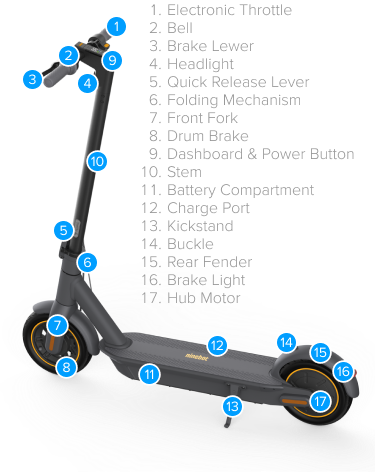 1. Electronic Throttle
2. Bell
3. Brake Lewer
4. Headlight
5. Quick Release Lever
6. Folding Mechanism
7. Front Fork
8. Drum Brake
9. Dashboard & Power Button
10. Stem
11. Battery Compartment
12. Charge Port
13. Kickstand
14. Buckle
15. Rear Fender
16. Brake Light
17. Hub Motor
1
2
9
3
4
10
5
6
7
12
14
15
8
11
16
17
13
ninebot